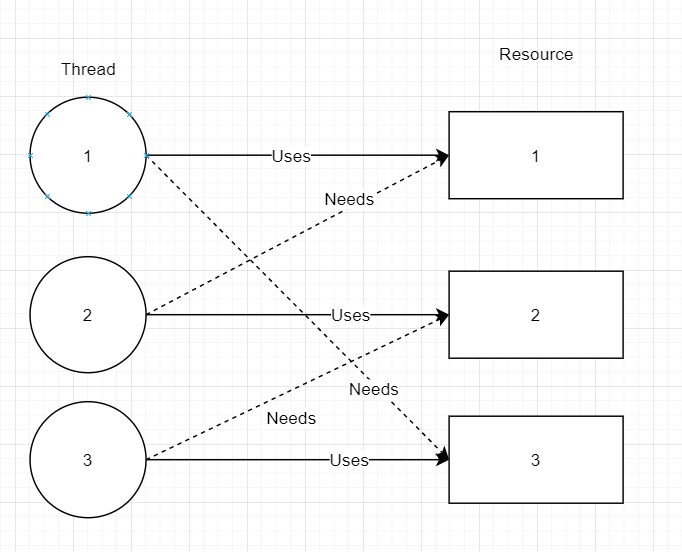 Resource
Thread
1
Uses
1
Needs
2
Uses
2
Needs
Needs
3
Uses
3